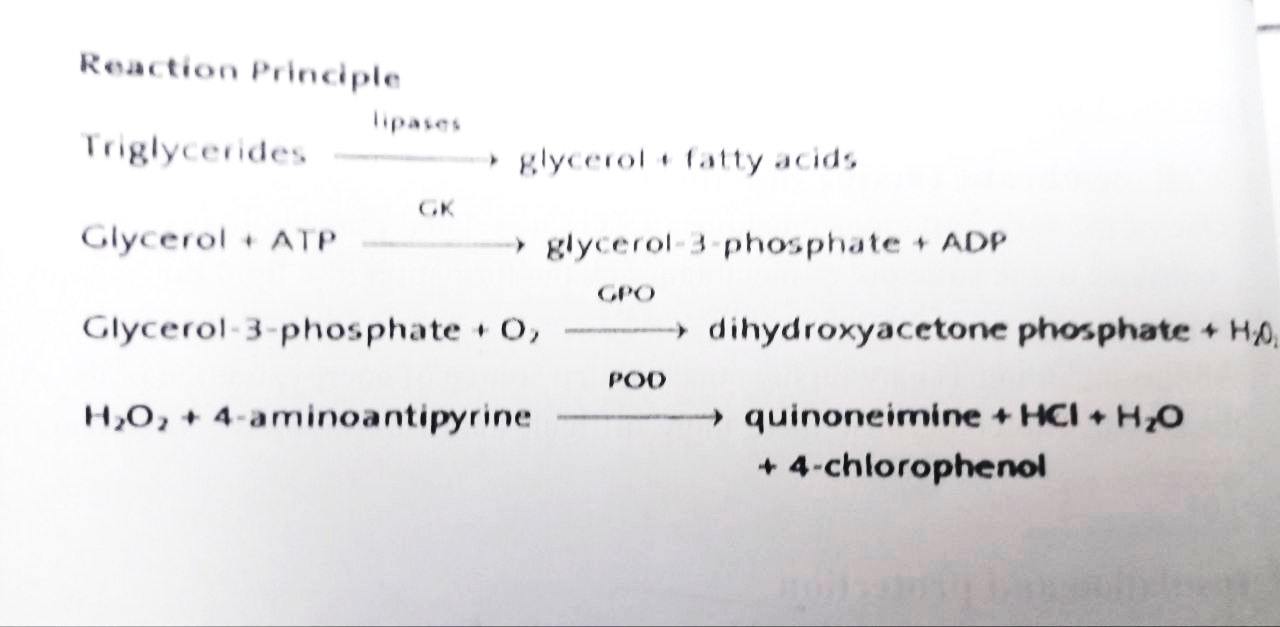 Reaction Principle
lipases
Triglycerides → glycerol + fatty acids
GK
Glycerol + ATP → glycerol-3-phosphate + ADP
GPO
Glycerol-3-phosphate + O₂ → dihydroxyacetone phosphate + H₂O₂
POD
H₂O₂ + 4-aminoantipyrine → quinoneimine + HCl + H₂O
+ 4-chlorophenol